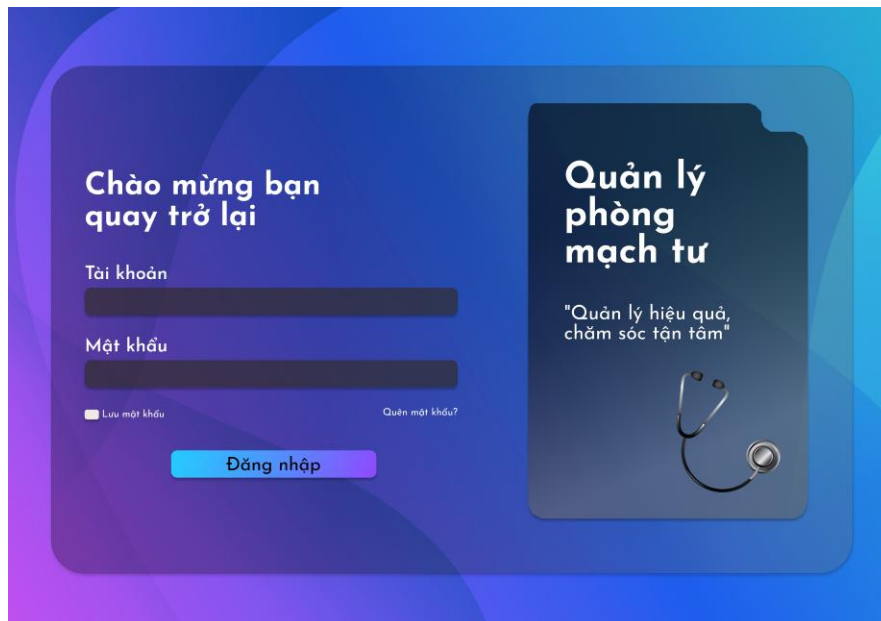 Chào mừng bạn
quay trở lại
Tài khoản
Mật khẩu
Lưu mật khẩu
Quên mật khẩu?
Đăng nhập
Quản lý
phòng
mạch tư
"Quản lý hiệu quả,
chăm sóc tận tâm"